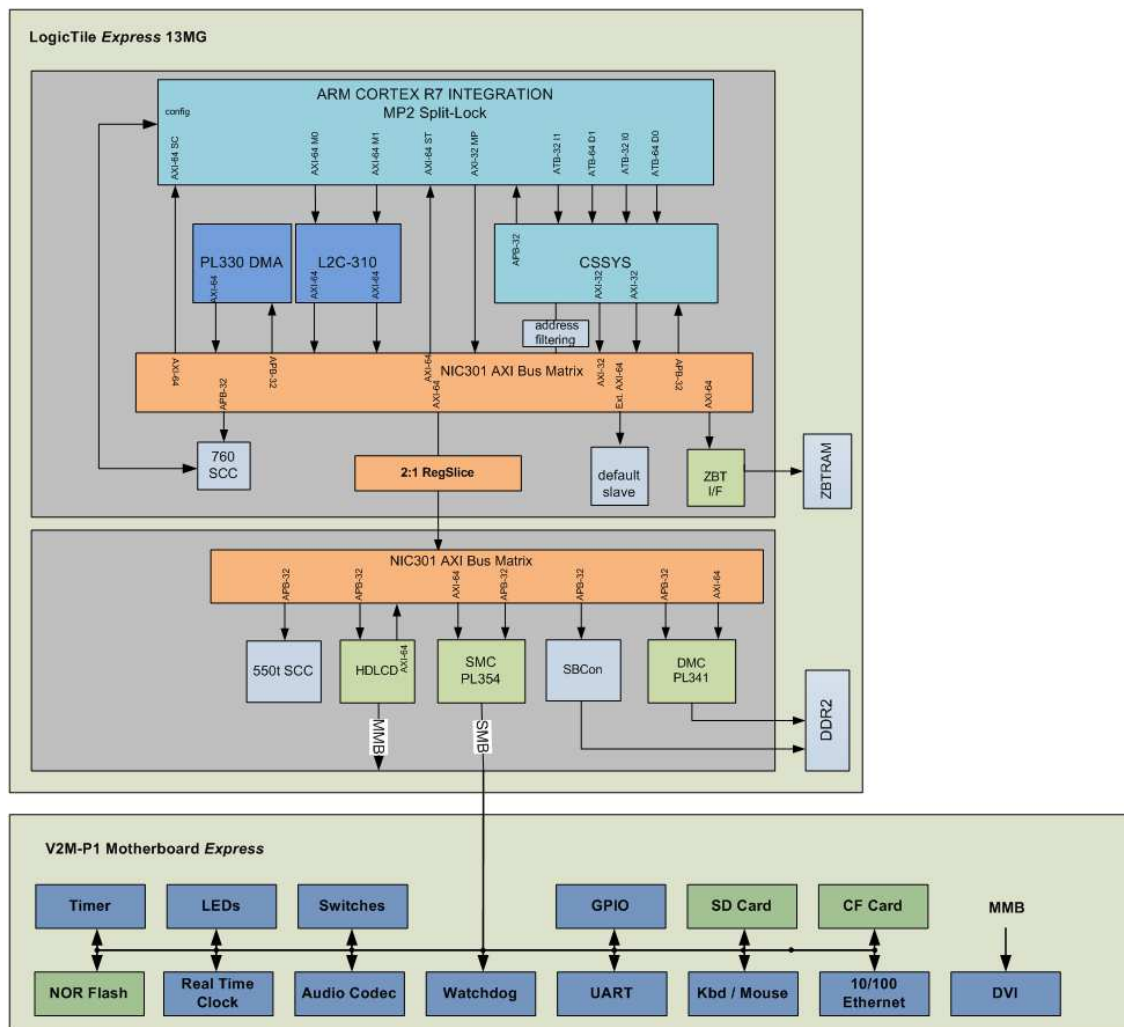 LogicTile Express 13MG
ARM CORTEX R7 INTEGRATION
MP2 Split-Lock
config
AXI-64 SC
AXI-64 M0
AXI-64 M1
AXI-64 ST
AXI-32 MP
ATB-32 I1
ATB-64 D1
ATB-32 I0
ATB-64 D0
PL330 DMA
AXI-64
L2C-310
AXI-64
AXI-64
APB-32
CSSYS
AXI-32
AXI-32
address
filtering
NIC301 AXI Bus Matrix
AXI-64
APB-32
APB-32
AXI-64
AXI-64
AXI-32
Ext. AXI-64
APB-32
AXI-64
760
SCC
2:1 RegSlice
default
slave
ZBT
I/F
ZBTRAM
NIC301 AXI Bus Matrix
APB-32
APB-32
AXI-64
APB-32
APB-32
APB-32
AXI-64
550t SCC
HDLCD
AXI-64
SMC
PL354
SBCon
DMC
PL341
MMB
SMB
DDR2
V2M-P1 Motherboard Express
Timer
LEDs
Switches
GPIO
SD Card
CF Card
MMB
NOR Flash
Real Time
Clock
Audio Codec
Watchdog
UART
Kbd / Mouse
10/100
Ethernet
DVI